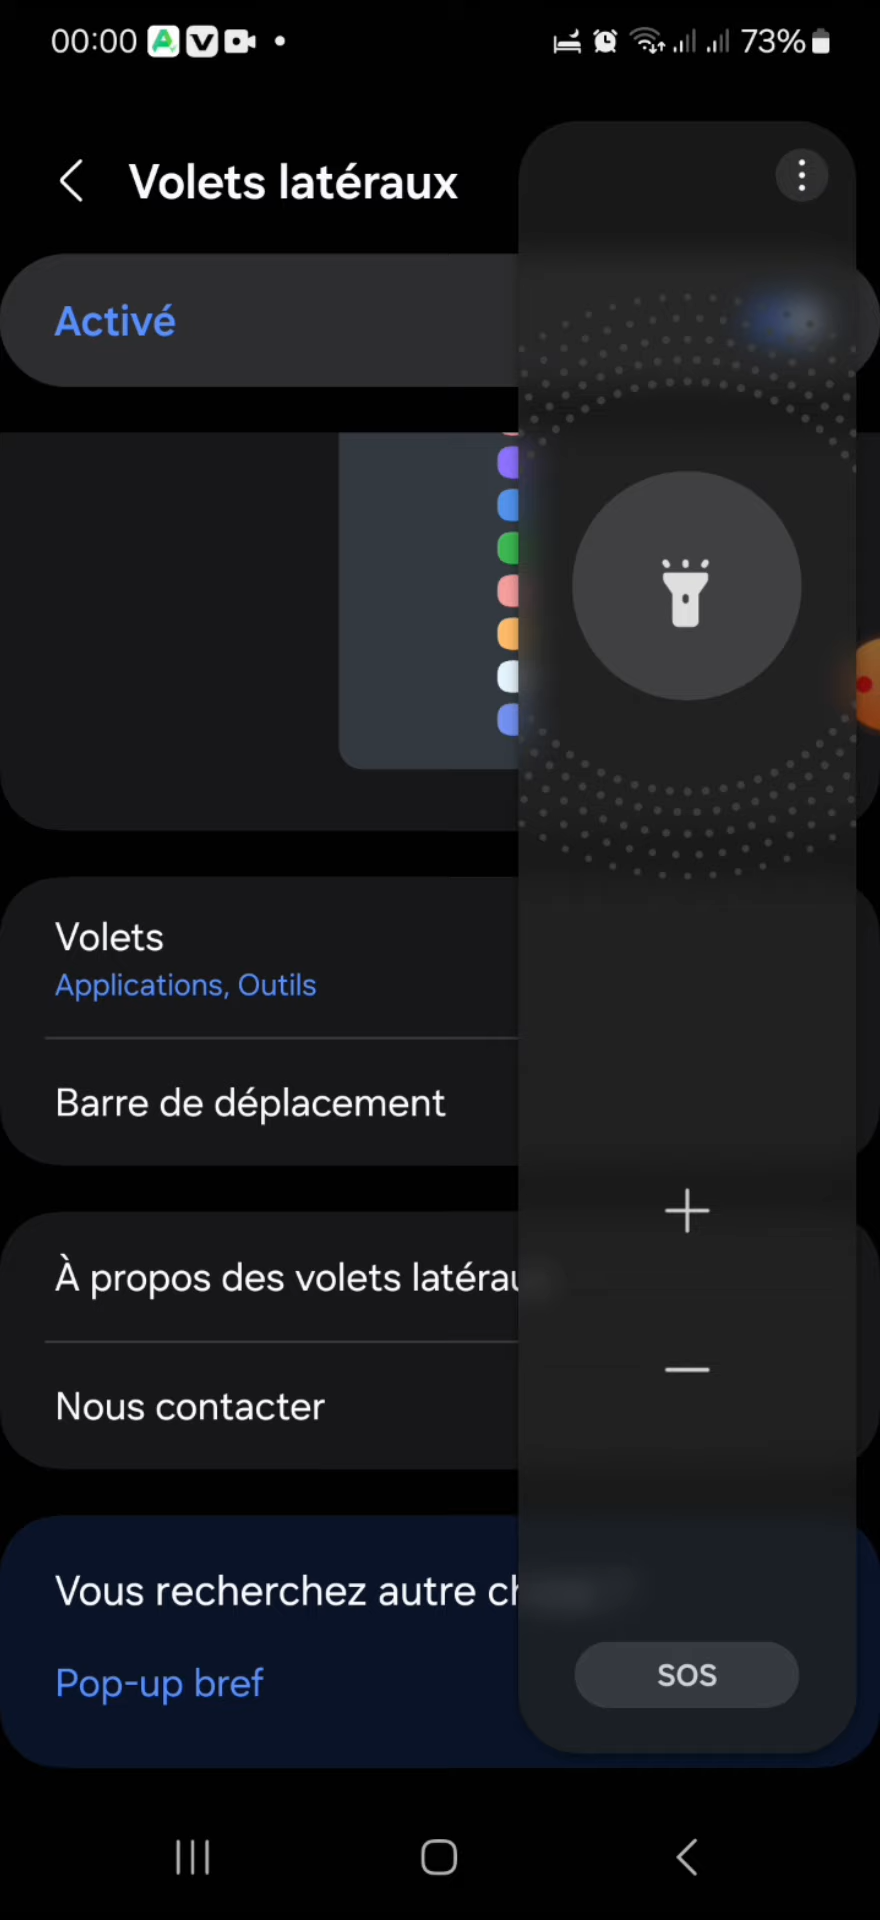 00:00
73%
Volets latéraux
Activé
Volets
Applications, Outils
Barre de déplacement
À propos des volets latérau
Nous contacter
Vous recherchez autre
Pop-up bref
SOS